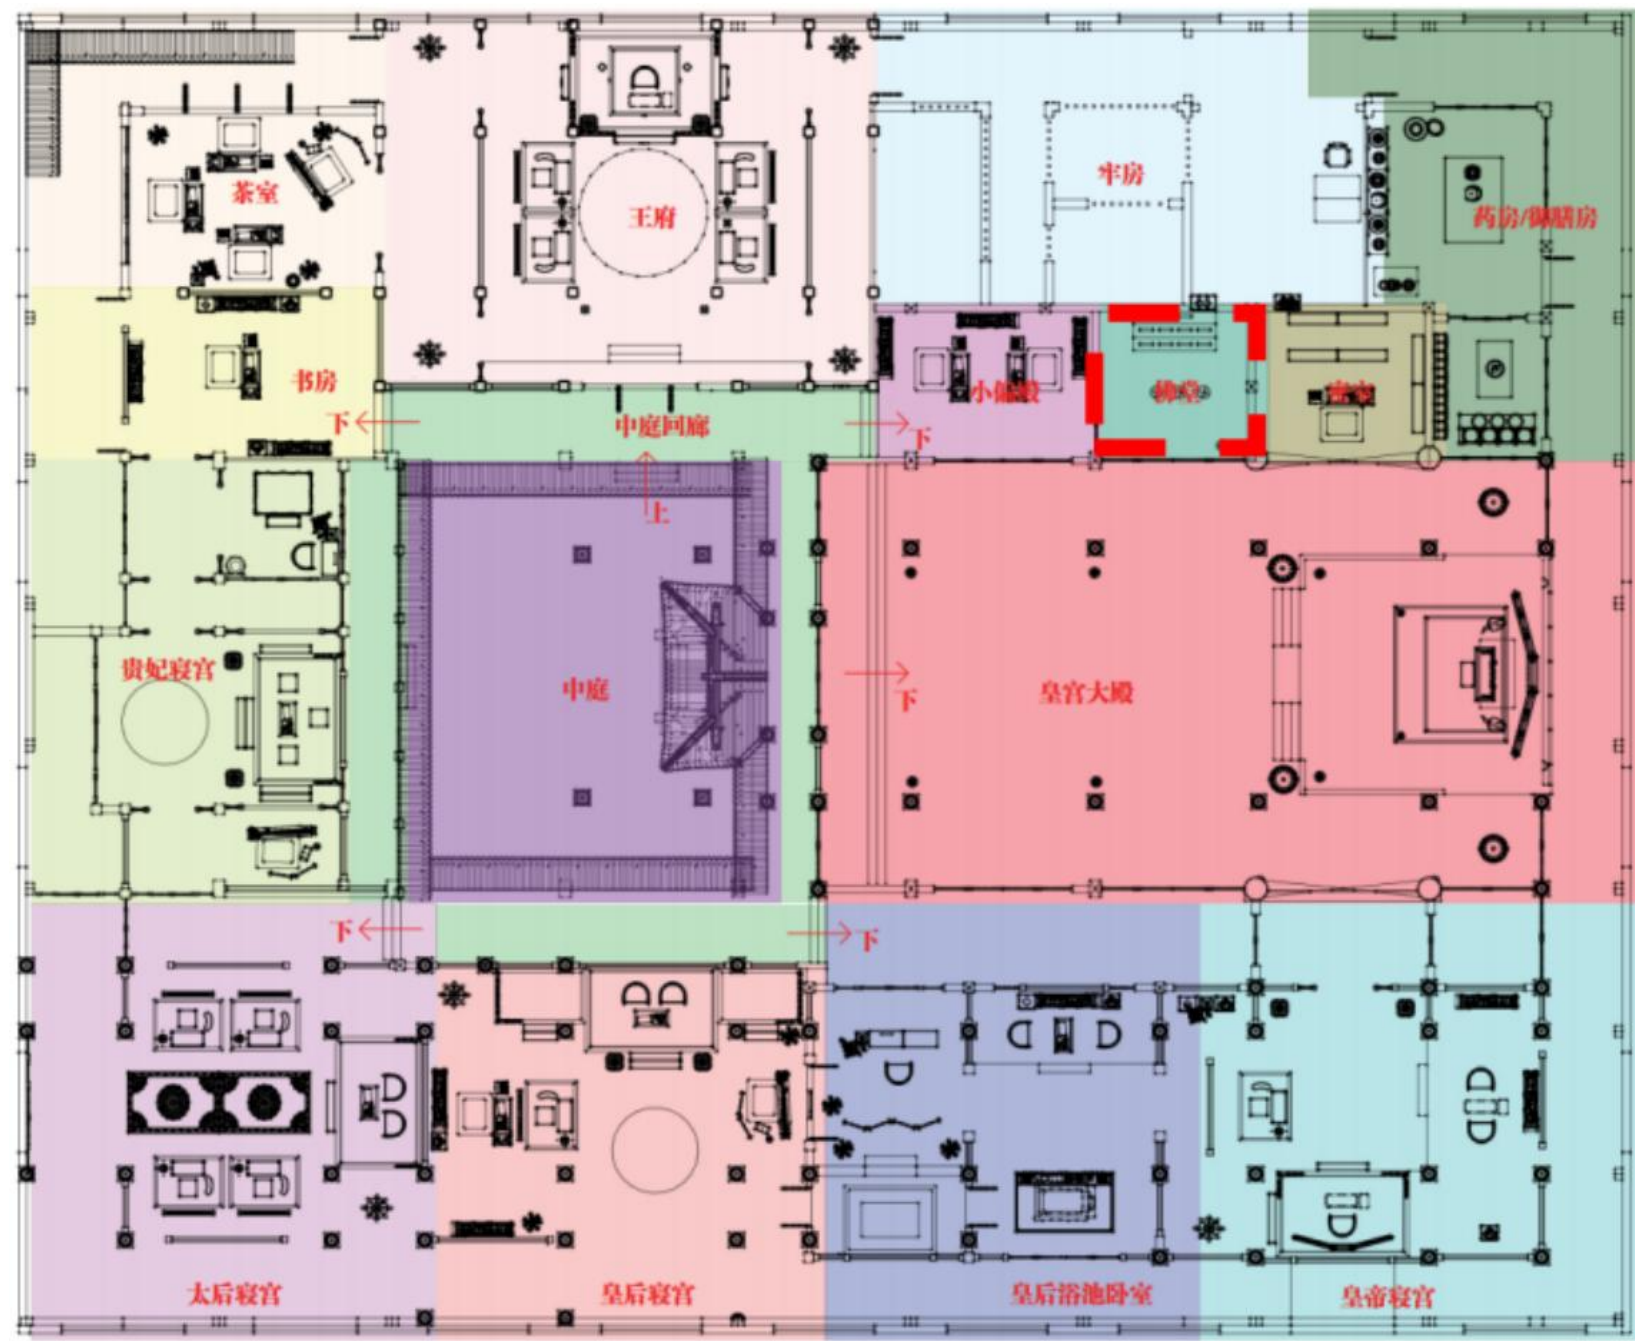 茶室
王府
牢房
药房/御膳房
书房
下
中庭回廊
下
小偏殿
佛堂
密室
上
贵妃寝宫
中庭
下
皇宫大殿
下
下
太后寝宫
皇后寝宫
皇后浴池卧室
皇帝寝宫